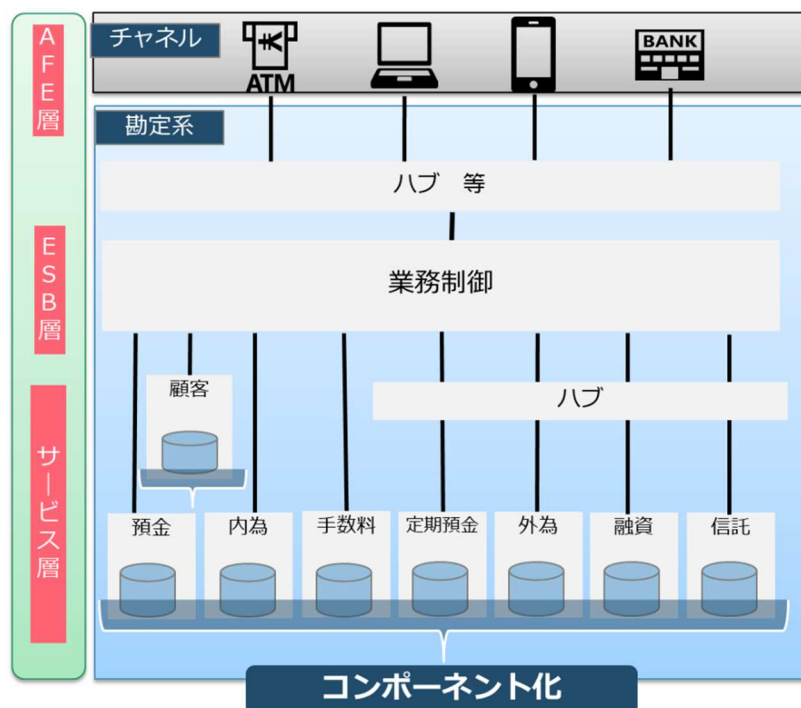 AFE層
チャネル
ATM
BANK
勘定系
ハブ 等
ESB層
業務制御
顧客
ハブ
サービス層
預金
内為
手数料
定期預金
外為
融資
信託
コンポーネント化